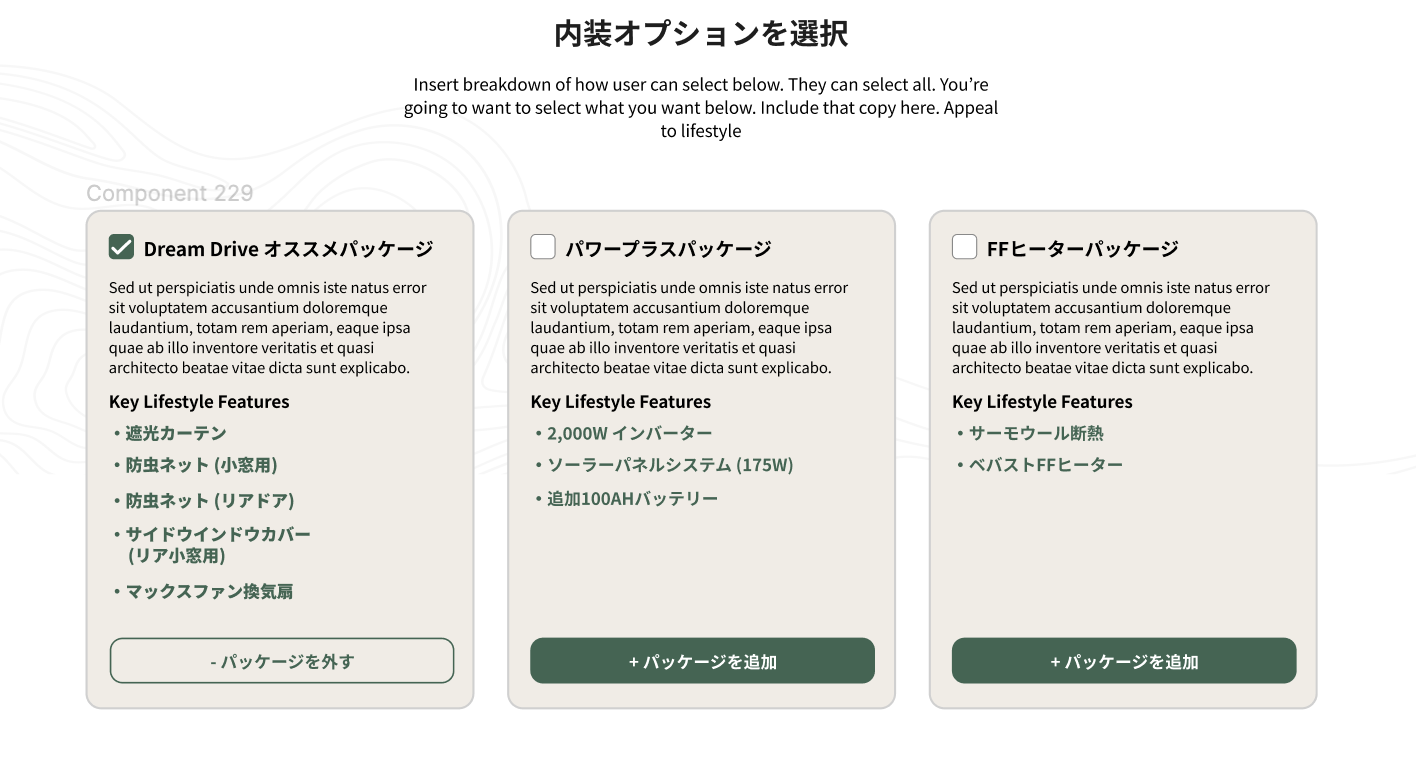 内装オプションを選択
Insert breakdown of how user can select below. They can select all. You’re
going to want to select what you want below. Include that copy here. Appeal
to lifestyle
Component 229
Dream Drive オススメパッケージ
Sed ut perspiciatis unde omnis iste natus error
sit voluptatem accusantium doloremque
laudantium, totam rem aperiam, eaque ipsa
quae ab illo inventore veritatis et quasi
architecto beatae vitae dicta sunt explicabo.
Key Lifestyle Features
・遮光カーテン
・防虫ネット (小窓用)
・防虫ネット (リアドア)
・サイドウインドウカバー
(リア小窓用)
・マックスファン換気扇
- パッケージを外す
パワープラスパッケージ
Sed ut perspiciatis unde omnis iste natus error
sit voluptatem accusantium doloremque
laudantium, totam rem aperiam, eaque ipsa
quae ab illo inventore veritatis et quasi
architecto beatae vitae dicta sunt explicabo.
Key Lifestyle Features
・2,000W インバーター
・ソーラーパネルシステム (175W)
・追加100AHバッテリー
+ パッケージを追加
FFヒーターパッケージ
Sed ut perspiciatis unde omnis iste natus error
sit voluptatem accusantium doloremque
laudantium, totam rem aperiam, eaque ipsa
quae ab illo inventore veritatis et quasi
architecto beatae vitae dicta sunt explicabo.
Key Lifestyle Features
・サーモウール断熱
・ベバストFFヒーター
+ パッケージを追加